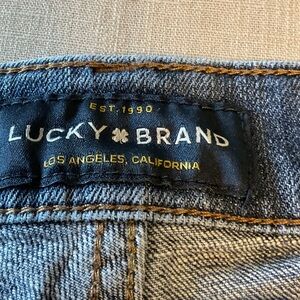 EST. 1990
LUCKY BRAND
LOS ANGELES, CALIFORNIA